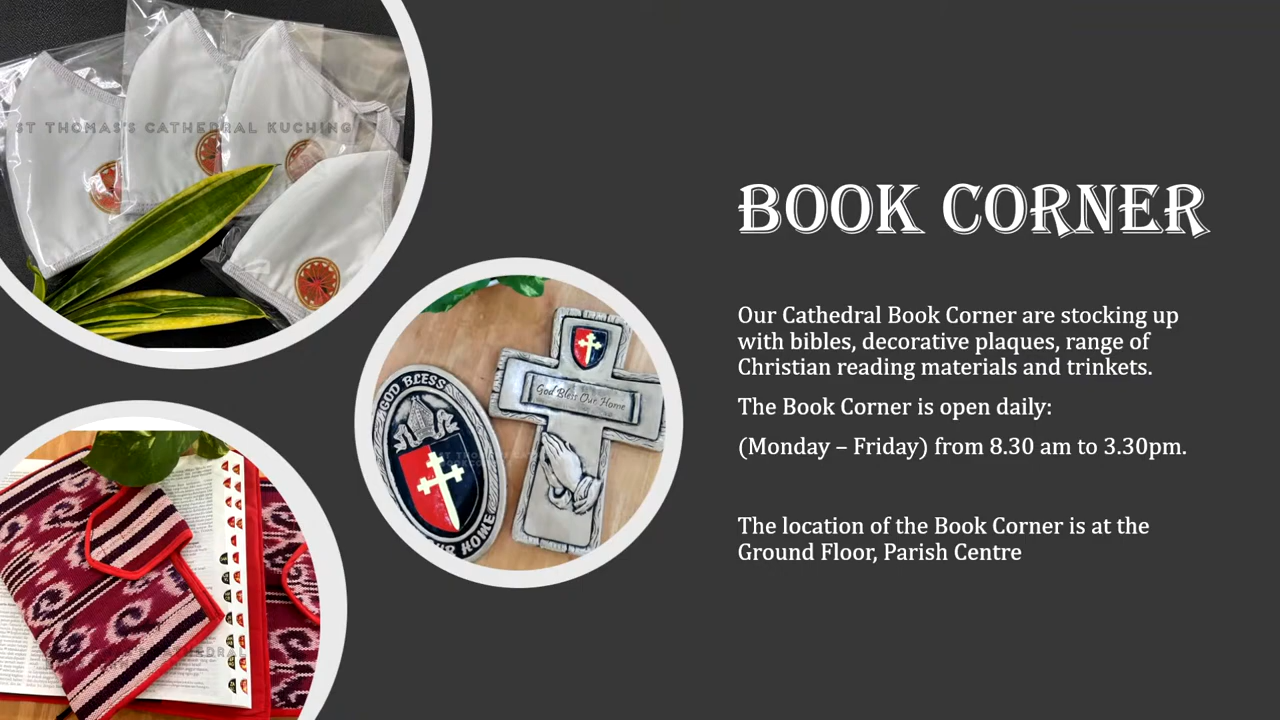 ST THOMAS'S CATHEDRAL KUCHING
BOOK CORNER
Our Cathedral Book Corner are stocking up
with bibles, decorative plaques, range of
Christian reading materials and trinkets.
The Book Corner is open daily:
(Monday – Friday) from 8.30 am to 3.30pm.
The location of the Book Corner is at the
Ground Floor, Parish Centre
GOD BLESS
OUR HOME
God Bless Our Home